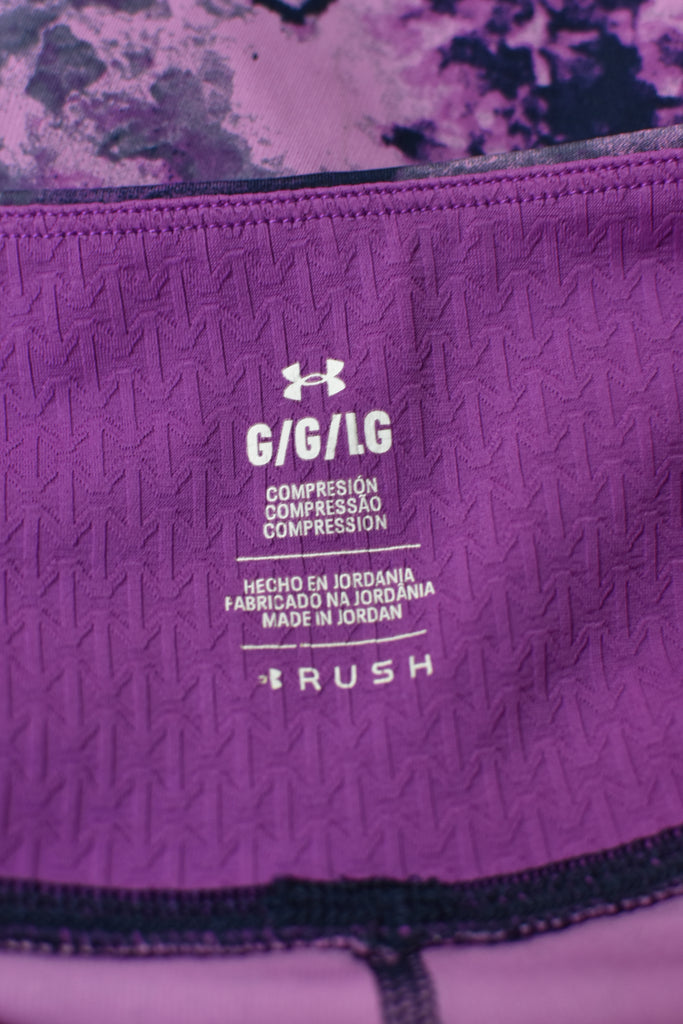 G/G/LG
COMPRESIÓN
COMPRESSÃO
COMPRESSION
HECHO EN JORDANIA
FABRICADO NA JORDÂNIA
MADE IN JORDAN
RUSH